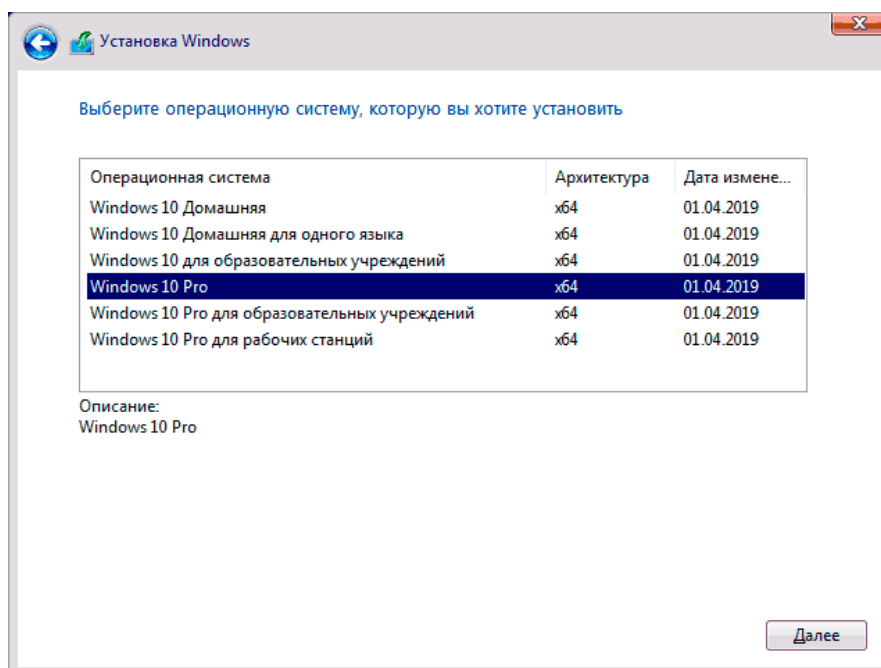 Установка Windows
Выберите операционную систему, которую вы хотите установить
Операционная система Архитектура Дата измене...
Windows 10 Домашняя x64 01.04.2019
Windows 10 Домашняя для одного языка x64 01.04.2019
Windows 10 для образовательных учреждений x64 01.04.2019
Windows 10 Pro x64 01.04.2019
Windows 10 Pro для образовательных учреждений x64 01.04.2019
Windows 10 Pro для рабочих станций x64 01.04.2019
Описание:
Windows 10 Pro
Далее